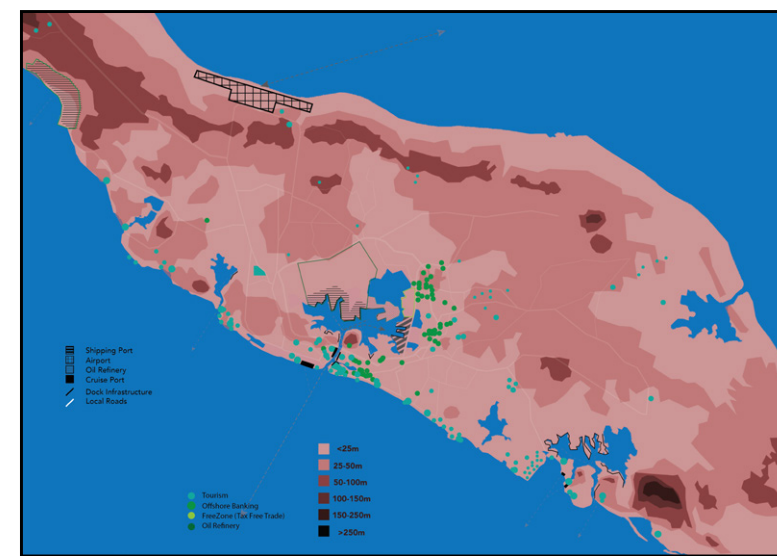 Shipping Port
Airport
Oil Refinery
Cruise Port
Dock Infrastructure
Local Roads
<25m
25-50m
50-100m
100-150m
150-250m
>250m
Tourism
Offshore Banking
FreeZone (Tax Free Trade)
Oil Refinery